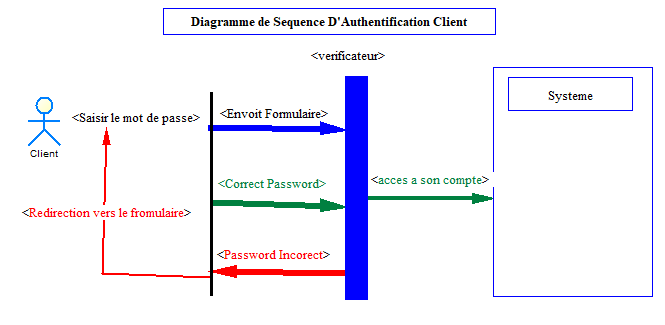 Diagramme de Sequence D'Authentification Client
<verificateur>
Systeme
<Saisir le mot de passe>
<Envoit Formulaire>
Client
<Correct Password>
<acces a son compte>
<Redirection vers le fromulaire>
<Password Incorect>